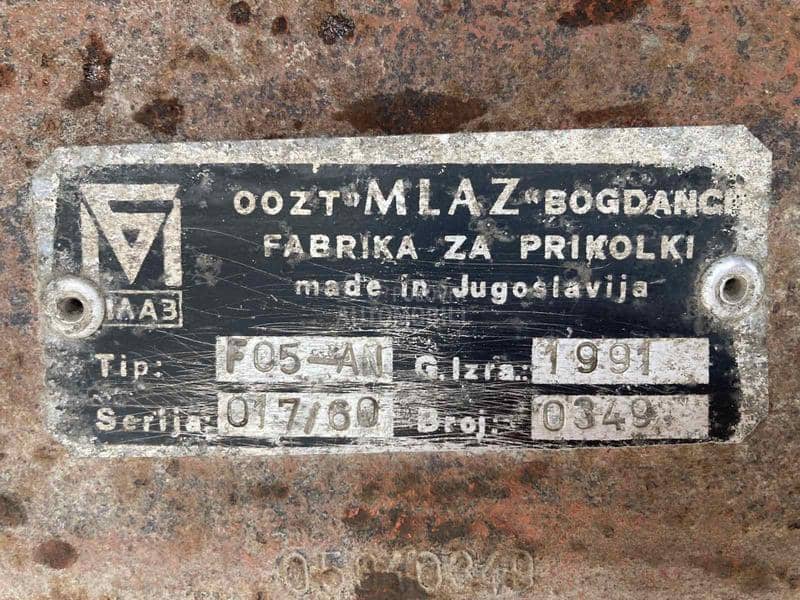 OOZT "MLAZ" BOGDANCI
FABRIKA ZA PRIKOLKI
made in Jugoslavija
МЛАЗ
Tip: F05-AN G. Izra.: 1991
Serija: 017/60 Broj: 0349